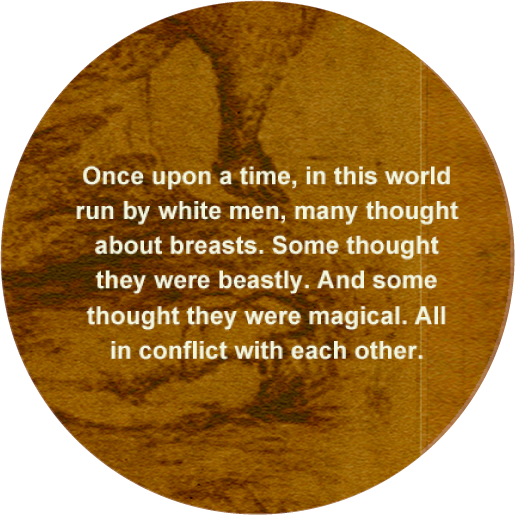 Once upon a time, in this world
run by white men, many thought
about breasts. Some thought
they were beastly. And some
thought they were magical. All
in conflict with each other.